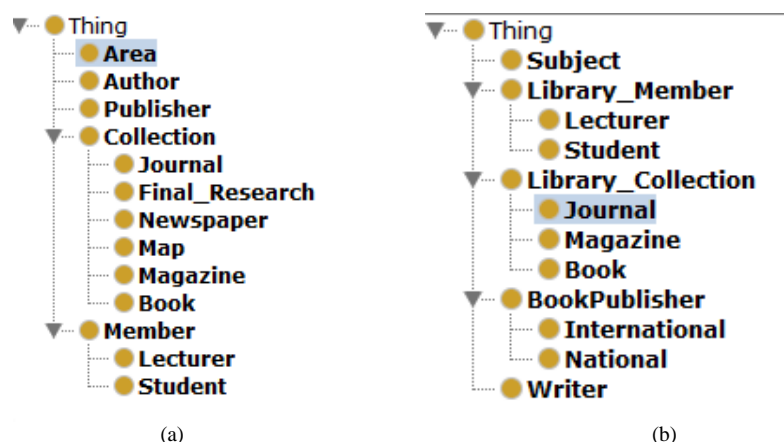 Thing
Area
Author
Publisher
Collection
Journal
Final_Research
Newspaper
Map
Magazine
Book
Member
Lecturer
Student
(a)
Thing
Subject
Library_Member
Lecturer
Student
Library_Collection
Journal
Magazine
Book
BookPublisher
International
National
Writer
(b)